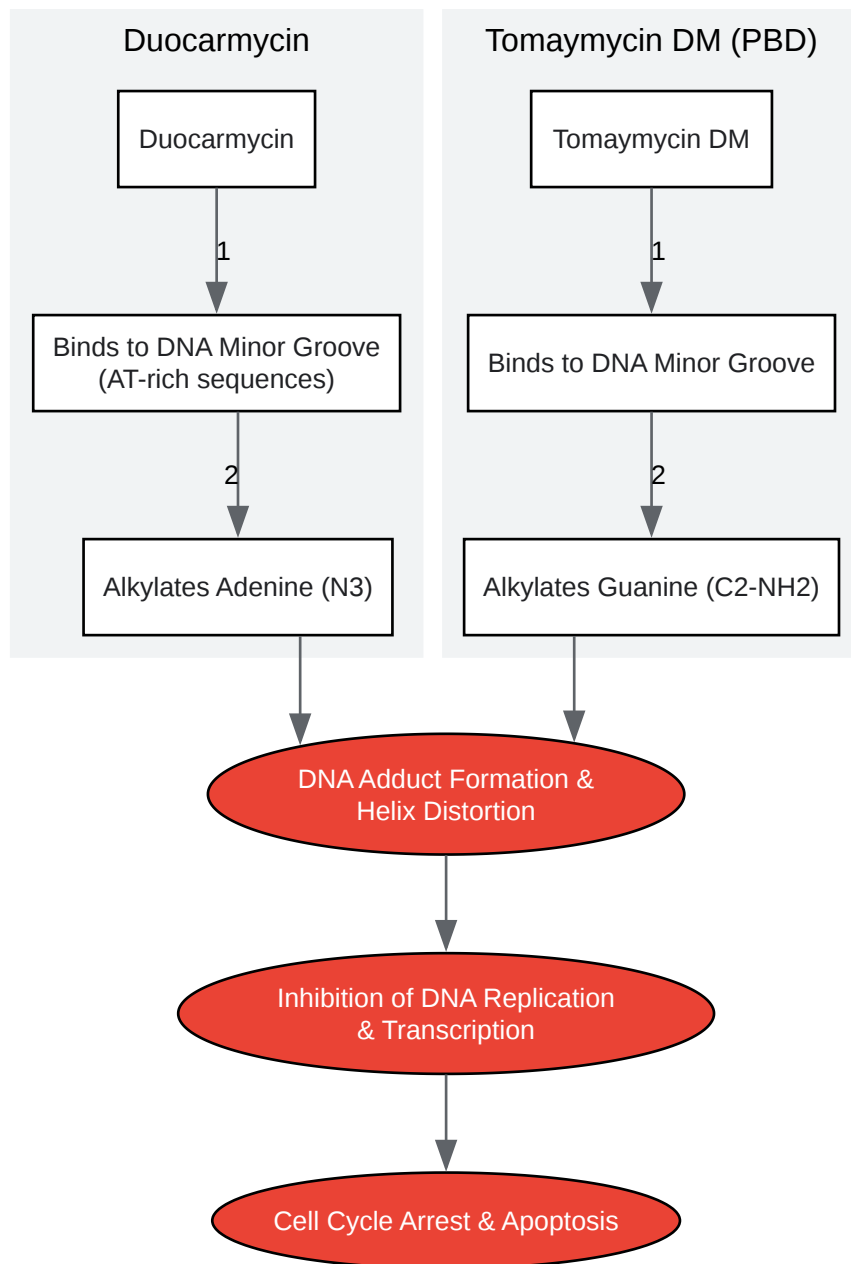 Duocarmycin
Duocarmycin
1
Binds to DNA Minor Groove
(AT-rich sequences)
2
Alkylates Adenine (N3)
Tomaymycin DM (PBD)
Tomaymycin DM
1
Binds to DNA Minor Groove
2
Alkylates Guanine (C2-NH2)
DNA Adduct Formation &
Helix Distortion
Inhibition of DNA Replication
& Transcription
Cell Cycle Arrest & Apoptosis